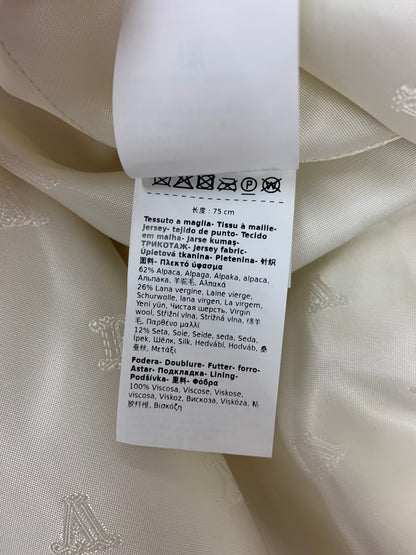 长度 : 75 cm
Tessuto a maglia- Tissu à maille-
Jersey- tejido de punto- Tecido
em malha- Jarse kumaş-
ТРИКОТАЖ- jersey fabric-
Úpletová tkanina- Pletenina- 针织
面料- Πλεκτό ύφασμα
62% Alpaca, Alpaga, Alpaka, alpaca,
Альпака, 羊驼毛, Αλπακά
26% Lana vergine, Laine vierge,
Schurwolle, lana virgen, La virgem,
Yeni yün, Чистая шерсть, Virgin
wool, Střižní vlna, Strižná vlna, 绵羊
毛, Παρθένο μαλλί
12% Seta, Soie, Seide, seda, Seda,
İpek, Шёлк, Silk, Hedvábí, Hodváb, 桑
蚕丝, Μετάξι
Fodera- Doublure- Futter- forro-
Astar- Подкладка- Lining-
Podšívka- 里料- Φόδρα
100% Viscosa, Viscose, Viskose,
viscosa, Viskoz, Вискоза, Viskóza, 粘
胶纤维, Βισκόζη